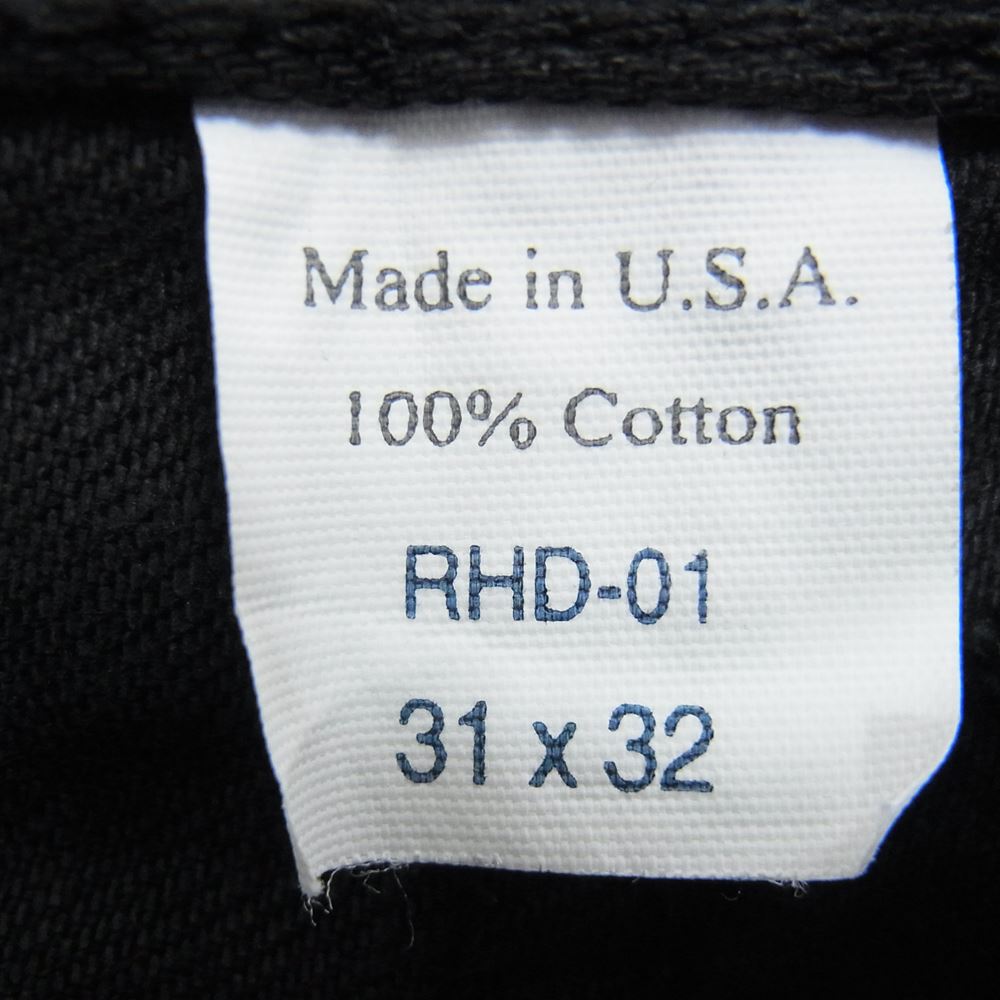 Made in U.S.A.
100% Cotton
RHD-01
31 x 32